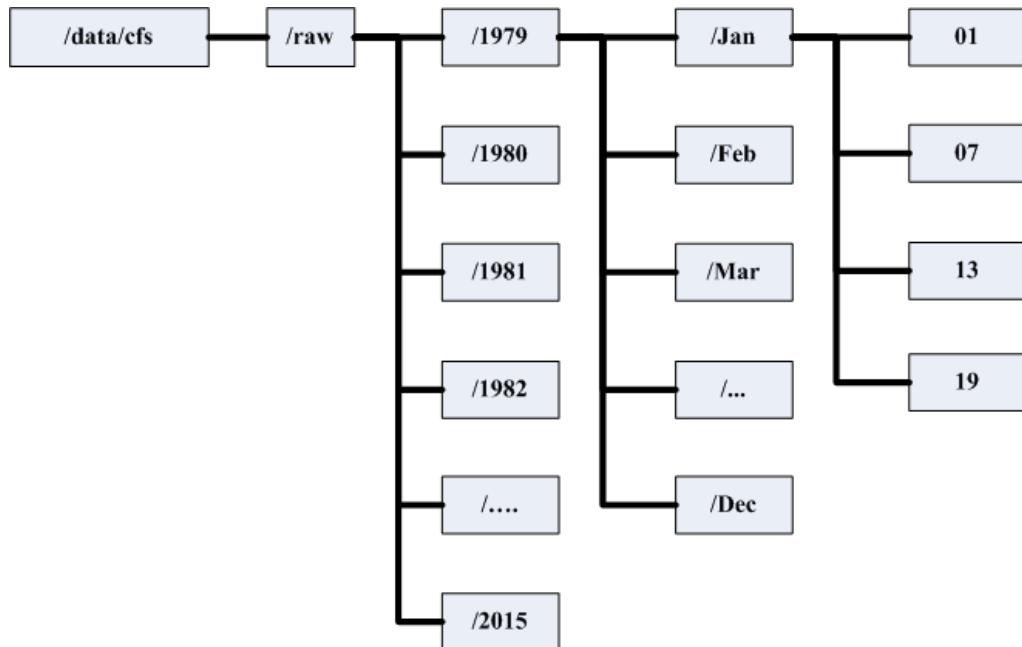 /data/cfs
/raw
/1979
/Jan
01
/1980
/Feb
07
/1981
/Mar
13
/1982
/...
19
/....
/Dec
/2015